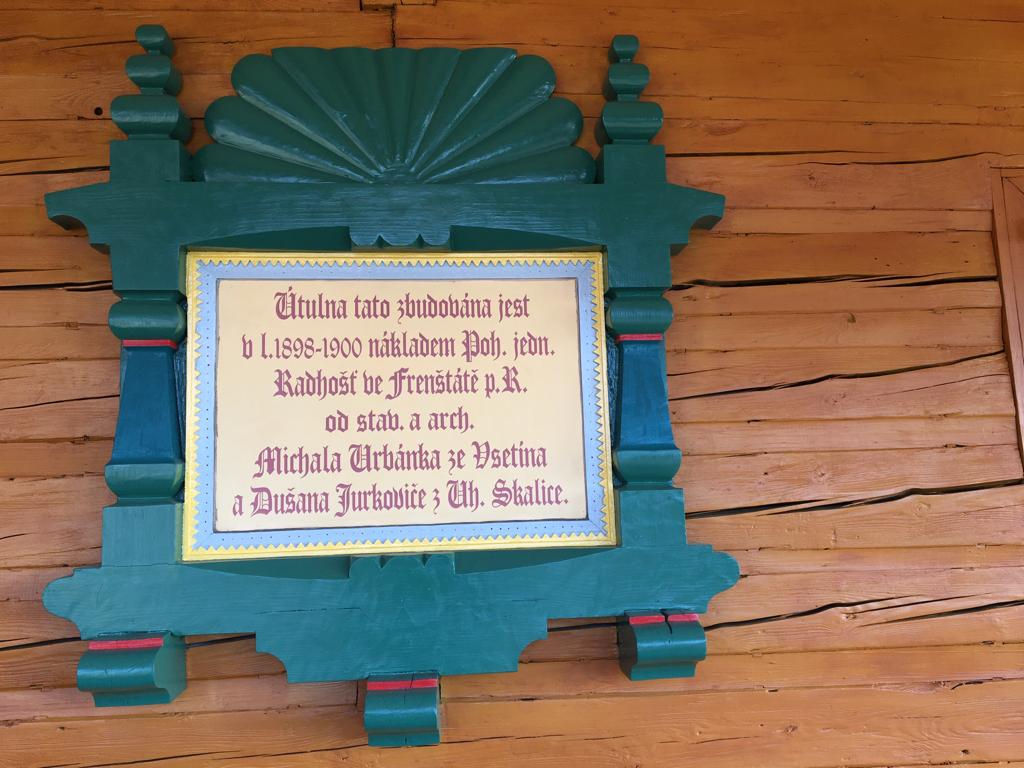 Útulna tato zbudována jest
v l.1898-1900 nákladem Poh. jedn.
Radhošť ve Frenštátě p.R.
od stav. a arch.
Michala Urbánka ze Vsetína
a Dušana Jurkoviče z Uh. Skalice.